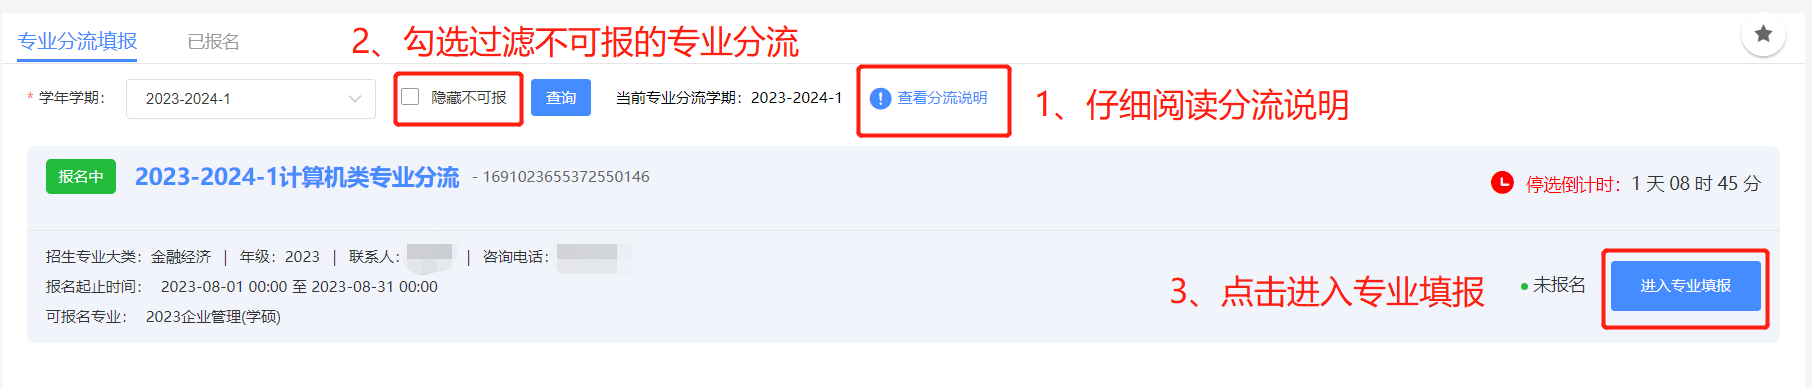 专业分流填报 已报名 2、勾选过滤不可报的专业分流
* 学年学期： 2023-2024-1 隐藏不可报 查询 当前专业分流学期：2023-2024-1 查看分流说明 1、仔细阅读分流说明
报名中 2023-2024-1计算机类专业分流 - 1691023655372550146 停选倒计时：1 天 08 时 45 分
招生专业大类：金融经济 | 年级：2023 | 联系人： | 咨询电话：
报名起止时间： 2023-08-01 00:00 至 2023-08-31 00:00 3、点击进入专业填报 未报名 进入专业填报
可报名专业： 2023企业管理(学硕)